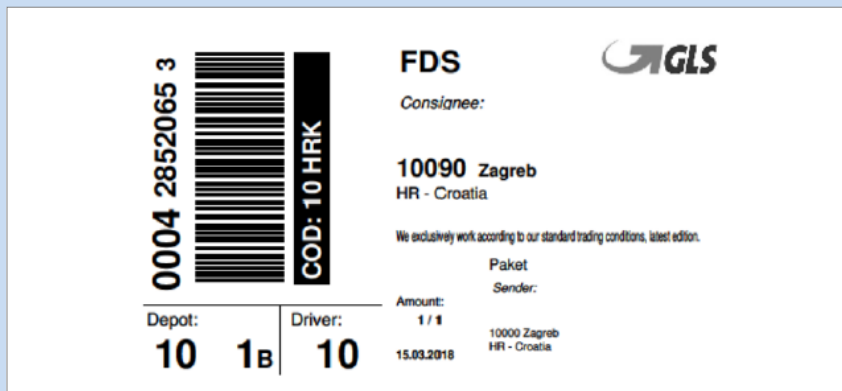 0004 2852065 3
COD: 10 HRK
Depot:
10 1B
Driver:
10
FDS
GLS
Consignee:
10090 Zagreb
HR - Croatia
We exclusively work according to our standard trading conditions, latest edition.
Paket
Sender:
Amount:
1 / 1
10000 Zagreb
HR - Croatia
15.03.2018